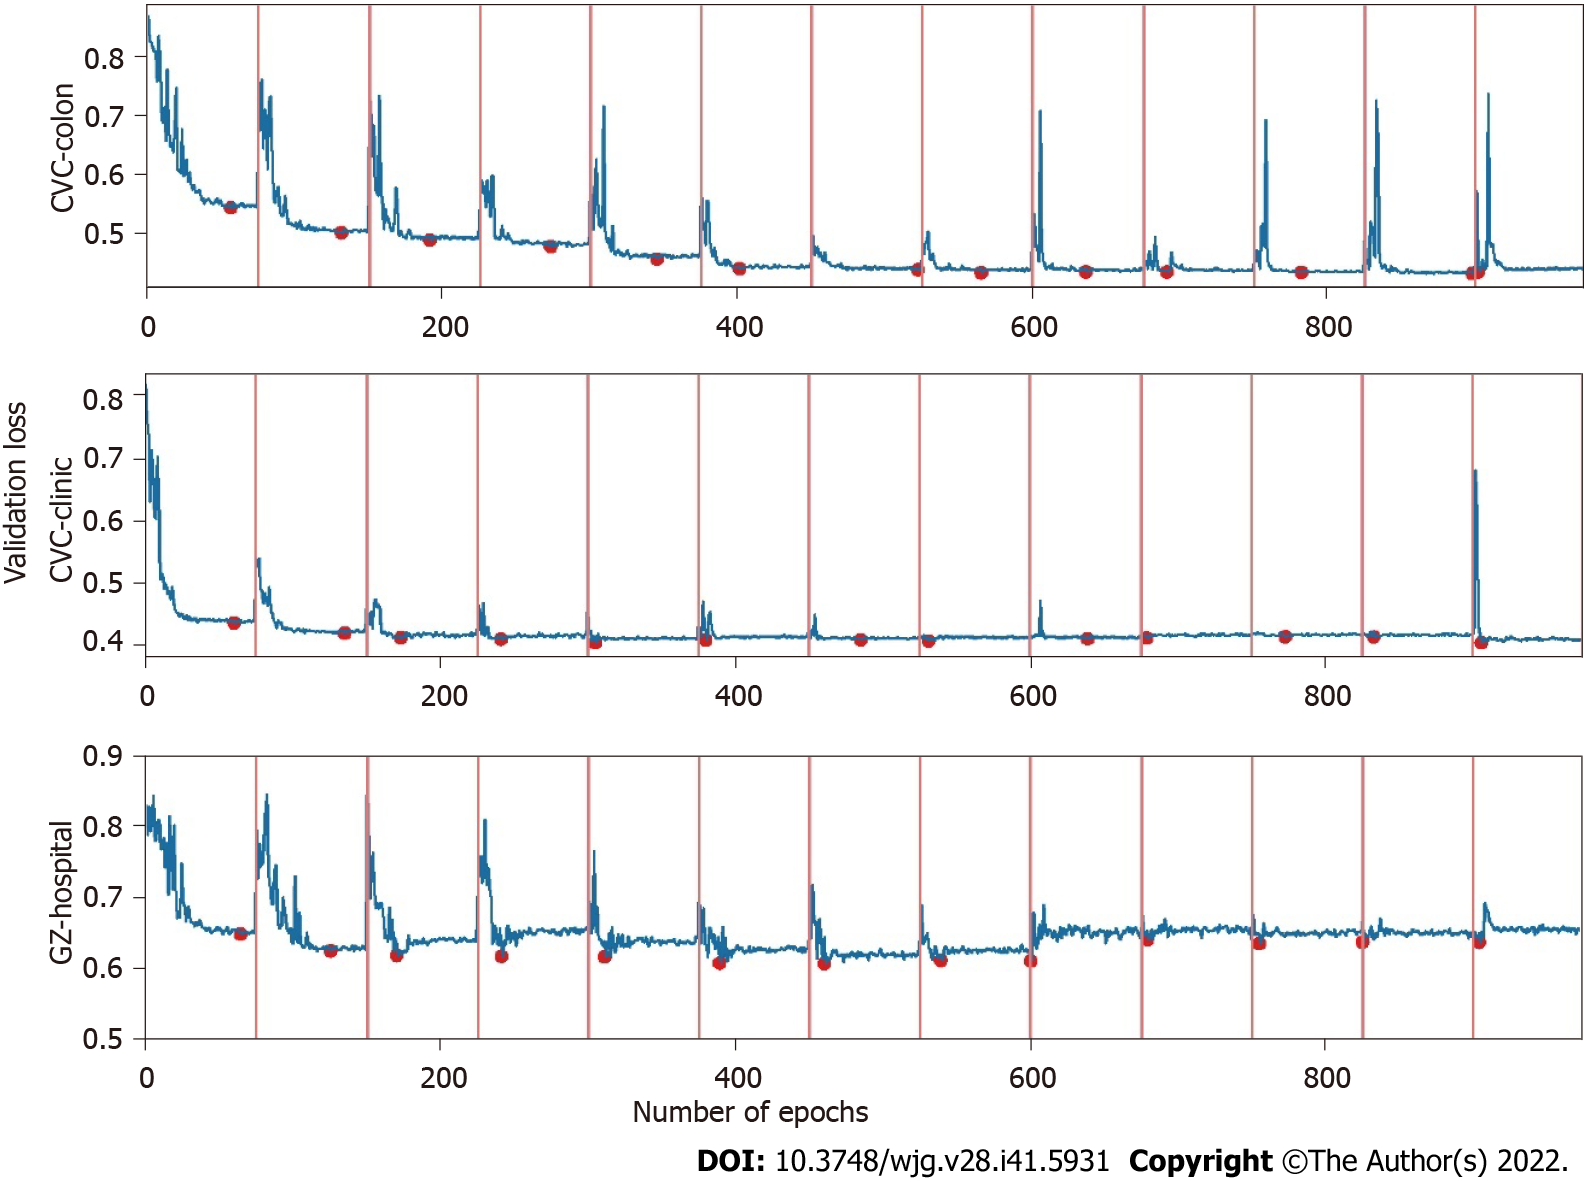 0.8
0.7
0.6
0.5
CVC-colon
0 200 400 600 800
Validation loss
0.8
0.7
0.6
0.5
0.4
CVC-clinic
0 200 400 600 800
0.9
0.8
0.7
0.6
0.5
GZ-hospital
0 200 400 600 800
Number of epochs
DOI: 10.3748/wjg.v28.i41.5931 Copyright ©The Author(s) 2022.